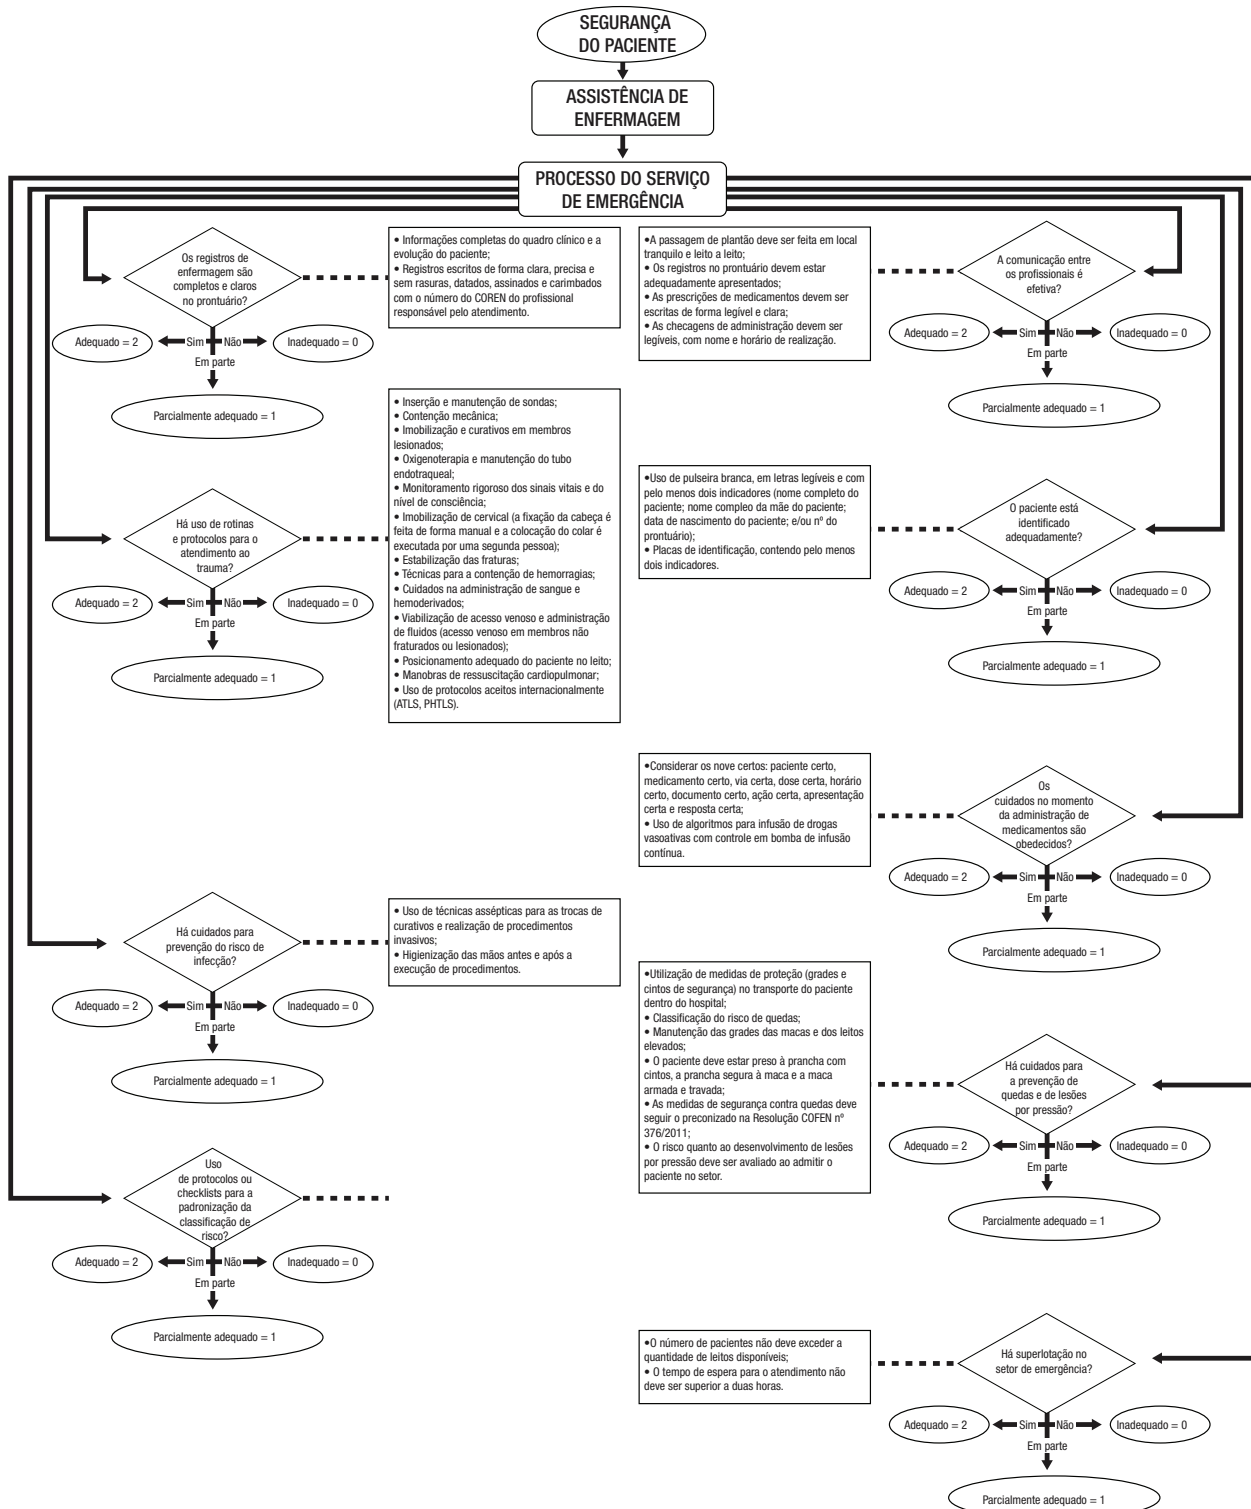 SEGURANÇA
DO PACIENTE
ASSISTÊNCIA DE
ENFERMAGEM
PROCESSO DO SERVIÇO
DE EMERGÊNCIA
Os registros de
enfermagem são
completos e claros
no prontuário?
• Informações completas do quadro clínico e a
evolução do paciente;
• Registros escritos de forma clara, precisa e
sem rasuras, datados, assinados e carimbados
com o número do COREN do profissional
responsável pelo atendimento.
Adequado = 2
Sim
Não
Inadequado = 0
Em parte
Parcialmente adequado = 1
Há uso de rotinas
e protocolos para o
atendimento ao
trauma?
• Inserção e manutenção de sondas;
• Contenção mecânica;
• Imobilização e curativos em membros
lesionados;
• Oxigenoterapia e manutenção do tubo
endotraqueal;
• Monitoramento rigoroso dos sinais vitais e do
nível de consciência;
• Imobilização de cervical (a fixação da cabeça é
feita de forma manual e a colocação do colar é
executada por uma segunda pessoa);
• Estabilização das fraturas;
• Técnicas para a contenção de hemorragias;
• Cuidados na administração de sangue e
hemoderivados;
• Viabilização de acesso venoso e administração
de fluidos (acesso venoso em membros não
fraturados ou lesionados);
• Posicionamento adequado do paciente no leito;
• Manobras de ressuscitação cardiopulmonar;
• Uso de protocolos aceitos internacionalmente
(ATLS, PHTLS).
Adequado = 2
Sim
Não
Inadequado = 0
Em parte
Parcialmente adequado = 1
Há cuidados para
prevenção do risco de
infecção?
• Uso de técnicas assépticas para as trocas de
curativos e realização de procedimentos
invasivos;
• Higienização das mãos antes e após a
execução de procedimentos.
Adequado = 2
Sim
Não
Inadequado = 0
Em parte
Parcialmente adequado = 1
Uso
de protocolos ou
checklists para a
padronização da
classificação de
risco?
Adequado = 2
Sim
Não
Inadequado = 0
Em parte
Parcialmente adequado = 1
•A passagem de plantão deve ser feita em local
tranquilo e leito a leito;
• Os registros no prontuário devem estar
adequadamente apresentados;
• As prescrições de medicamentos devem ser
escritas de forma legível e clara;
• As checagens de administração devem ser
legíveis, com nome e horário de realização.
A comunicação entre
os profissionais é
efetiva?
Adequado = 2
Sim
Não
Inadequado = 0
Em parte
Parcialmente adequado = 1
•Uso de pulseira branca, em letras legíveis e com
pelo menos dois indicadores (nome completo do
paciente; nome compleo da mãe do paciente;
data de nascimento do paciente; e/ou nº do
prontuário);
• Placas de identificação, contendo pelo menos
dois indicadores.
O paciente está
identificado
adequadamente?
Adequado = 2
Sim
Não
Inadequado = 0
Em parte
Parcialmente adequado = 1
•Considerar os nove certos: paciente certo,
medicamento certo, via certa, dose certa, horário
certo, documento certo, ação certa, apresentação
certa e resposta certa;
• Uso de algoritmos para infusão de drogas
vasoativas com controle em bomba de infusão
contínua.
Os
cuidados no momento
da administração de
medicamentos são
obedecidos?
Adequado = 2
Sim
Não
Inadequado = 0
Em parte
Parcialmente adequado = 1
•Utilização de medidas de proteção (grades e
cintos de segurança) no transporte do paciente
dentro do hospital;
• Classificação do risco de quedas;
• Manutenção das grades das macas e dos leitos
elevados;
• O paciente deve estar preso à prancha com
cintos, a prancha segura à maca e a maca
armada e travada;
• As medidas de segurança contra quedas deve
seguir o preconizado na Resolução COFEN nº
376/2011;
• O risco quanto ao desenvolvimento de lesões
por pressão deve ser avaliado ao admitir o
paciente no setor.
Há cuidados para
a prevenção de
quedas e de lesões
por pressão?
Adequado = 2
Sim
Não
Inadequado = 0
Em parte
Parcialmente adequado = 1
•O número de pacientes não deve exceder a
quantidade de leitos disponíveis;
• O tempo de espera para o atendimento não
deve ser superior a duas horas.
Há superlotação no
setor de emergência?
Adequado = 2
Sim
Não
Inadequado = 0
Em parte
Parcialmente adequado = 1